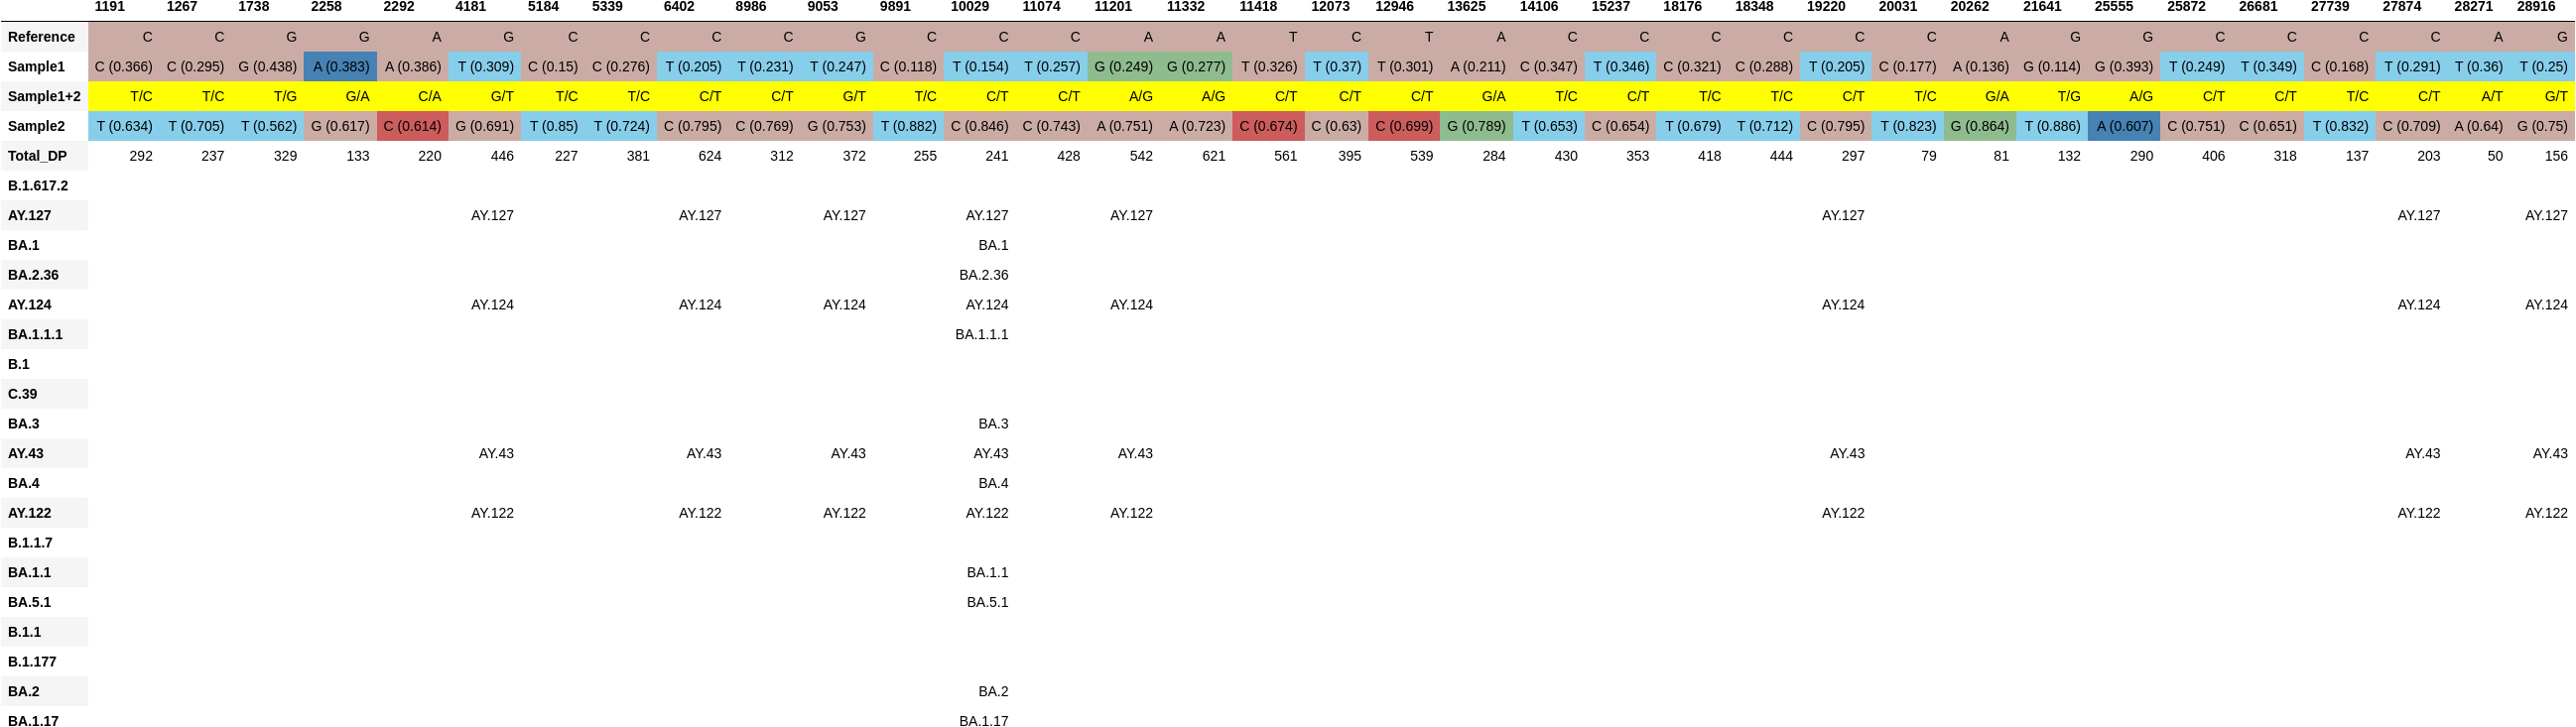 1191 1267 1738 2258 2292 4181 5184 5339 6402 8986 9053 9891 10029 11074 11201 11332 11418 12073 12946 13625 14106 15237 18176 18348 19220 20031 20262 21641 25555 25872 26681 27739 27874 28271 28916
Reference C C G G A G C C C C G C C C A A T C T A C C C C C C A G G C C C C A G
Sample1 C (0.366) C (0.295) G (0.438) A (0.383) A (0.386) T (0.309) C (0.15) C (0.276) T (0.205) T (0.231) T (0.247) C (0.118) T (0.154) T (0.257) G (0.249) G (0.277) T (0.326) T (0.37) T (0.301) A (0.211) C (0.347) T (0.346) C (0.321) C (0.288) T (0.205) C (0.177) A (0.136) G (0.114) G (0.393) T (0.249) T (0.349) C (0.168) T (0.291) T (0.36) T (0.25)
Sample1+2 T/C T/C T/G G/A C/A G/T T/C T/C C/T C/T G/T T/C C/T C/T A/G A/G C/T C/T C/T G/A T/C C/T T/C T/C C/T T/C G/A T/G A/G C/T C/T T/C C/T A/T G/T
Sample2 T (0.634) T (0.705) T (0.562) G (0.617) C (0.614) G (0.691) T (0.85) T (0.724) C (0.795) C (0.769) G (0.753) T (0.882) C (0.846) C (0.743) A (0.751) A (0.723) C (0.674) C (0.63) C (0.699) G (0.789) T (0.653) C (0.654) T (0.679) T (0.712) C (0.795) T (0.823) G (0.864) T (0.886) A (0.607) C (0.751) C (0.651) T (0.832) C (0.709) A (0.64) G (0.75)
Total_DP 292 237 329 133 220 446 227 381 624 312 372 255 241 428 542 621 561 395 539 284 430 353 418 444 297 79 81 132 290 406 318 137 203 50 156
B.1.617.2
AY.127 AY.127 AY.127 AY.127 AY.127 AY.127 AY.127 AY.127 AY.127
BA.1 BA.1
BA.2.36 BA.2.36
AY.124 AY.124 AY.124 AY.124 AY.124 AY.124 AY.124 AY.124 AY.124
BA.1.1.1 BA.1.1.1
B.1
C.39
BA.3 BA.3
AY.43 AY.43 AY.43 AY.43 AY.43 AY.43 AY.43 AY.43 AY.43
BA.4 BA.4
AY.122 AY.122 AY.122 AY.122 AY.122 AY.122 AY.122 AY.122 AY.122
B.1.1.7
BA.1.1 BA.1.1
BA.5.1 BA.5.1
B.1.1
B.1.177
BA.2 BA.2
BA.1.17 BA.1.17